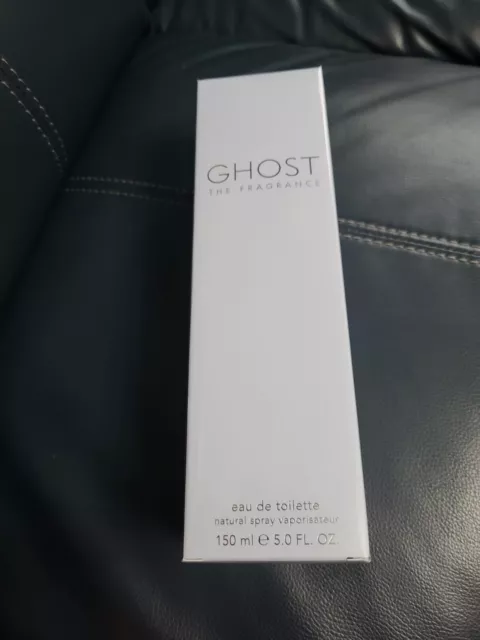 GHOST
THE FRAGRANCE
eau de toilette
natural spray vaporisateur
150 ml ℮ 5.0 FL. OZ.